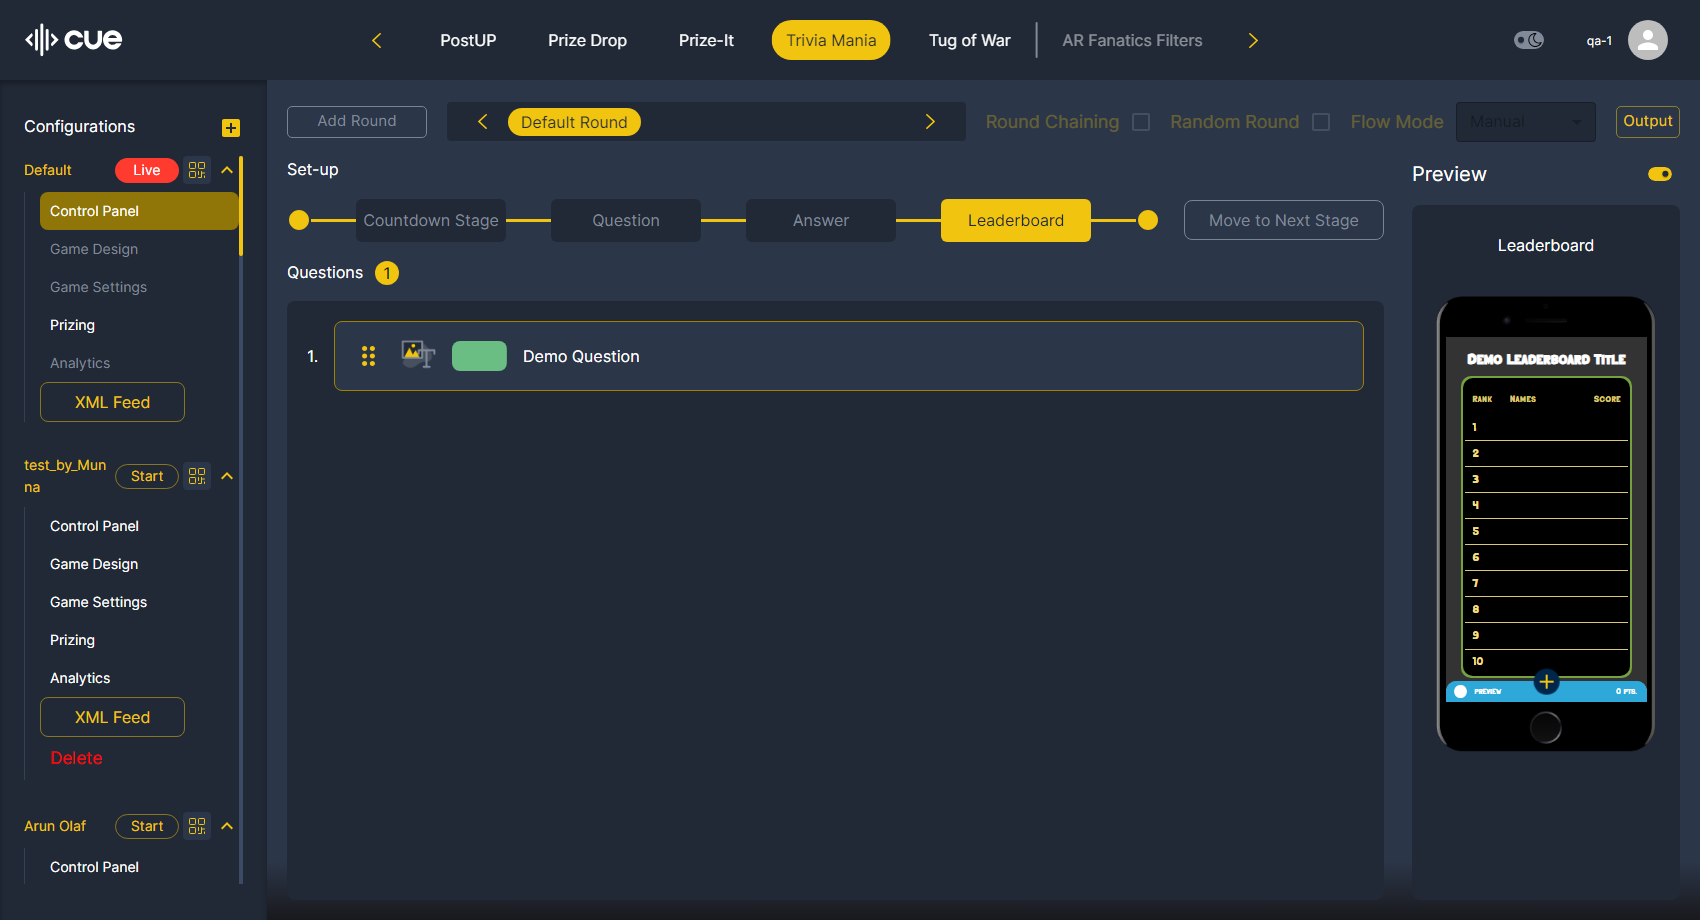 cue
PostUP
Prize Drop
Prize-It
Trivia Mania
Tug of War
AR Fanatics Filters
qa-1
Configurations
Default
Live
Control Panel
Game Design
Game Settings
Prizing
Analytics
XML Feed
test_by_Mun
na
Start
Control Panel
Game Design
Game Settings
Prizing
Analytics
XML Feed
Delete
Arun Olaf
Start
Control Panel
Add Round
Default Round
Round Chaining
Random Round
Flow Mode
Manual
Output
Set-up
Countdown Stage
Question
Answer
Leaderboard
Move to Next Stage
Questions 1
1.
Demo Question
Preview
Leaderboard
Demo Leaderboard Title
Rank Names Score
1
2
3
4
5
6
7
8
9
10
PREVIEW
0 PTS.